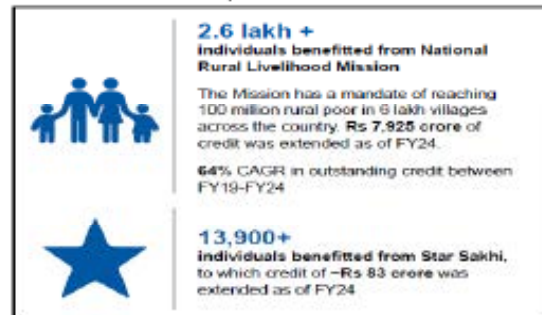 2.6 lakh +
individuals benefitted from National
Rural Livelihood Mission
The Mission has a mandate of reaching
100 million rural poor in 6 lakh villages
across the country. Rs 7,925 crore of
credit was extended as of FY24.
64% CAGR in outstanding credit between
FY19-FY24
13,900+
individuals benefitted from Star Sakhi,
to which credit of ~Rs 83 crore was
extended as of FY24